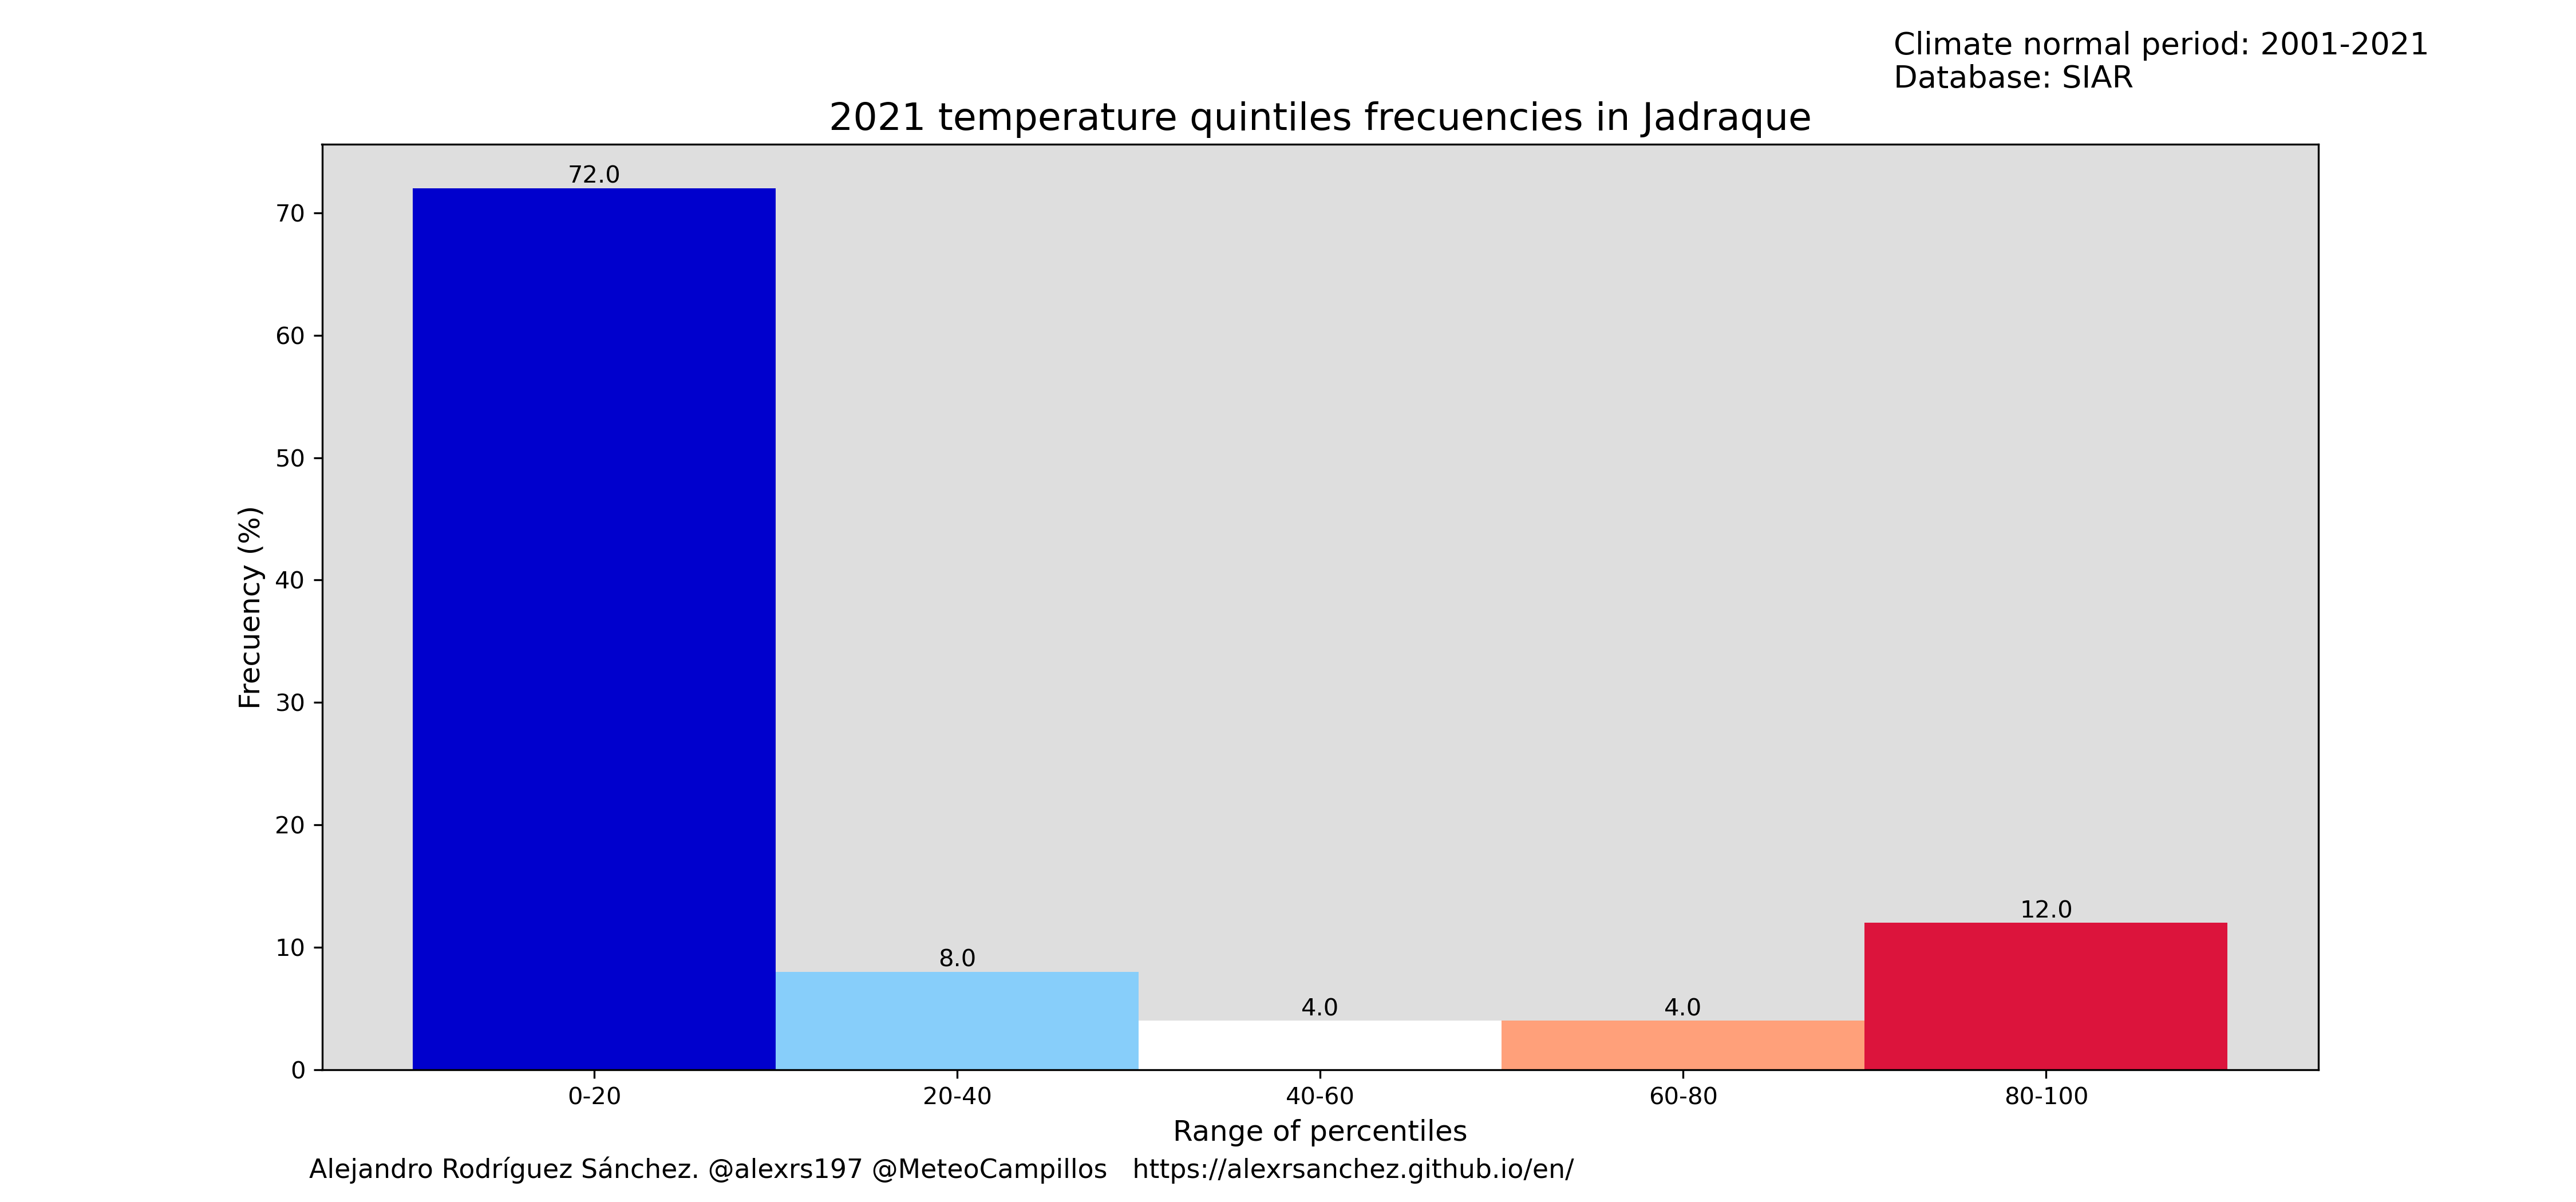 Climate normal period: 2001-2021
Database: SIAR
2021 temperature quintiles frecuencies in Jadraque
72.0
70
60
50
40
30
20
10
0
Frecuency (%)
8.0
4.0
4.0
12.0
0-20 20-40 40-60 60-80 80-100
Range of percentiles
Alejandro Rodríguez Sánchez. @alexrs197 @MeteoCampillos https://alexrsanchez.github.io/en/